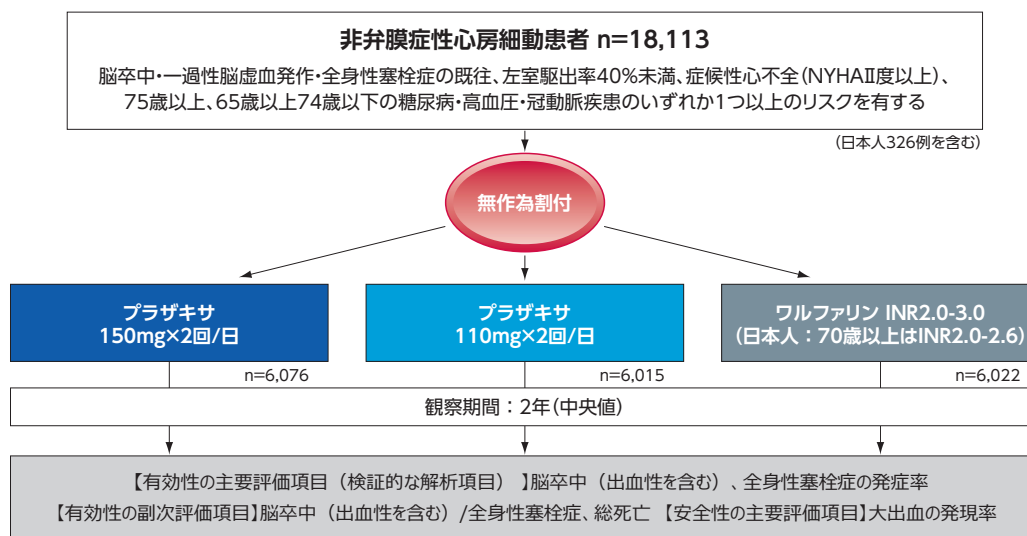 非弁膜症性心房細動患者 n=18,113
脳卒中・一過性脳虚血発作・全身性塞栓症の既往、左室駆出率40%未満、症候性心不全(NYHAⅡ度以上)、
75歳以上、65歳以上74歳以下の糖尿病・高血圧・冠動脈疾患のいずれか1つ以上のリスクを有する
(日本人326例を含む)
無作為割付
プラザキサ
150mg×2回/日
プラザキサ
110mg×2回/日
ワルファリン INR2.0-3.0
(日本人：70歳以上はINR2.0-2.6)
n=6,076
n=6,015
n=6,022
観察期間：2年(中央値)
【有効性の主要評価項目（検証的な解析項目）】脳卒中（出血性を含む）、全身性塞栓症の発症率
【有効性の副次評価項目】脳卒中（出血性を含む）/全身性塞栓症、総死亡 【安全性の主要評価項目】大出血の発現率